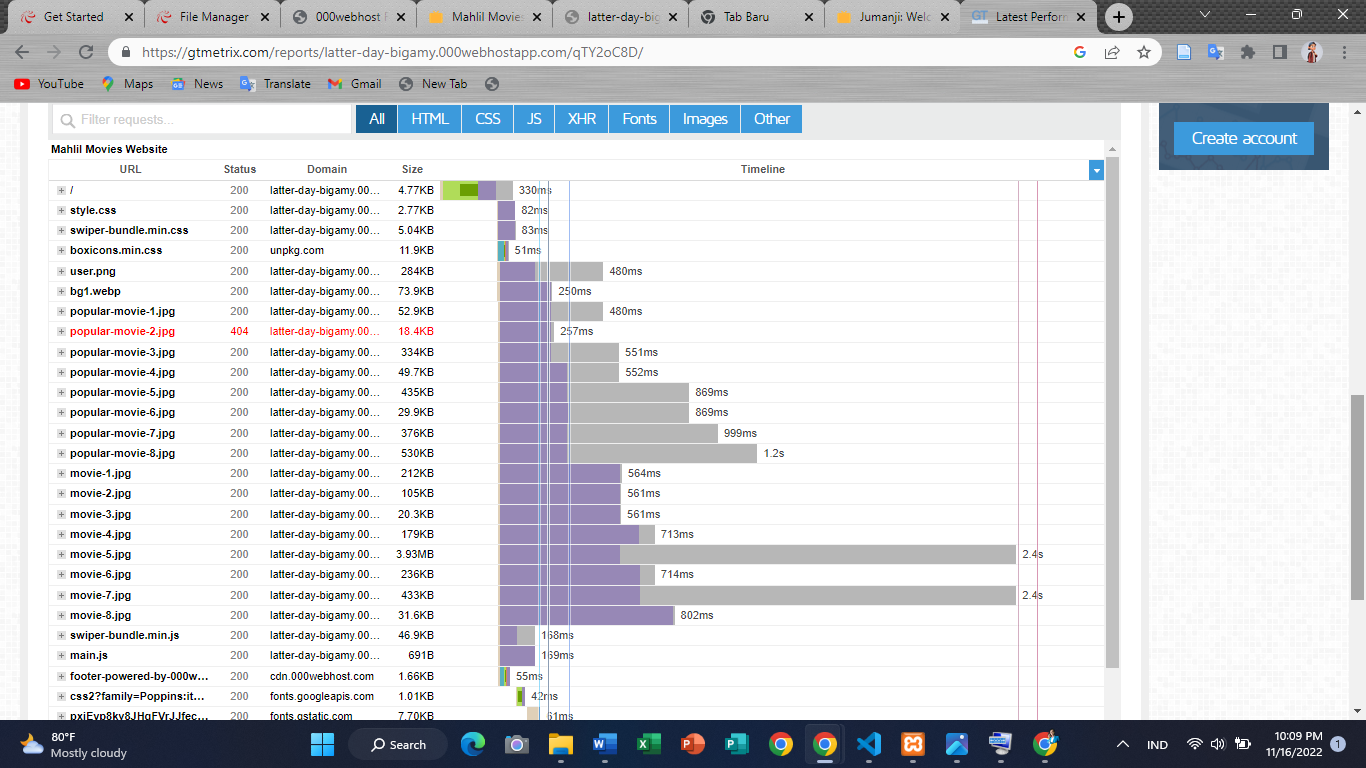 Get Started
File Manager
000webhost F
Mahlil Movies
latter-day-big
Tab Baru
Jumanji: Welc
Latest Perform
https://gtmetrix.com/reports/latter-day-bigamy.000webhostapp.com/qTY2oC8D/
YouTube Maps News Translate Gmail New Tab
Filter requests... All HTML CSS JS XHR Fonts Images Other
Create account
Mahlil Movies Website
URL Status Domain Size Timeline
/ 200 latter-day-bigamy.00... 4.77KB 330ms
style.css 200 latter-day-bigamy.00... 2.77KB 82ms
swiper-bundle.min.css 200 latter-day-bigamy.00... 5.04KB 83ms
boxicons.min.css 200 unpkg.com 11.9KB 51ms
user.png 200 latter-day-bigamy.00... 284KB 480ms
bg1.webp 200 latter-day-bigamy.00... 73.9KB 250ms
popular-movie-1.jpg 200 latter-day-bigamy.00... 52.9KB 480ms
popular-movie-2.jpg 404 latter-day-bigamy.00... 18.4KB 257ms
popular-movie-3.jpg 200 latter-day-bigamy.00... 334KB 551ms
popular-movie-4.jpg 200 latter-day-bigamy.00... 49.7KB 552ms
popular-movie-5.jpg 200 latter-day-bigamy.00... 435KB 869ms
popular-movie-6.jpg 200 latter-day-bigamy.00... 29.9KB 869ms
popular-movie-7.jpg 200 latter-day-bigamy.00... 376KB 999ms
popular-movie-8.jpg 200 latter-day-bigamy.00... 530KB 1.2s
movie-1.jpg 200 latter-day-bigamy.00... 212KB 564ms
movie-2.jpg 200 latter-day-bigamy.00... 105KB 561ms
movie-3.jpg 200 latter-day-bigamy.00... 20.3KB 561ms
movie-4.jpg 200 latter-day-bigamy.00... 179KB 713ms
movie-5.jpg 200 latter-day-bigamy.00... 3.93MB 2.4s
movie-6.jpg 200 latter-day-bigamy.00... 236KB 714ms
movie-7.jpg 200 latter-day-bigamy.00... 433KB 2.4s
movie-8.jpg 200 latter-day-bigamy.00... 31.6KB 802ms
swiper-bundle.min.js 200 latter-day-bigamy.00... 46.9KB 168ms
main.js 200 latter-day-bigamy.00... 691B 169ms
footer-powered-by-000w... 200 cdn.000webhost.com 1.66KB 55ms
css2?family=Poppins:it... 200 fonts.googleapis.com 1.01KB 42ms
pxiEyp8kv8JHgFVrJJfec... 200 fonts.gstatic.com 7.70KB 61ms
80°F
Mostly cloudy
Search
IND
10:09 PM
11/16/2022
1